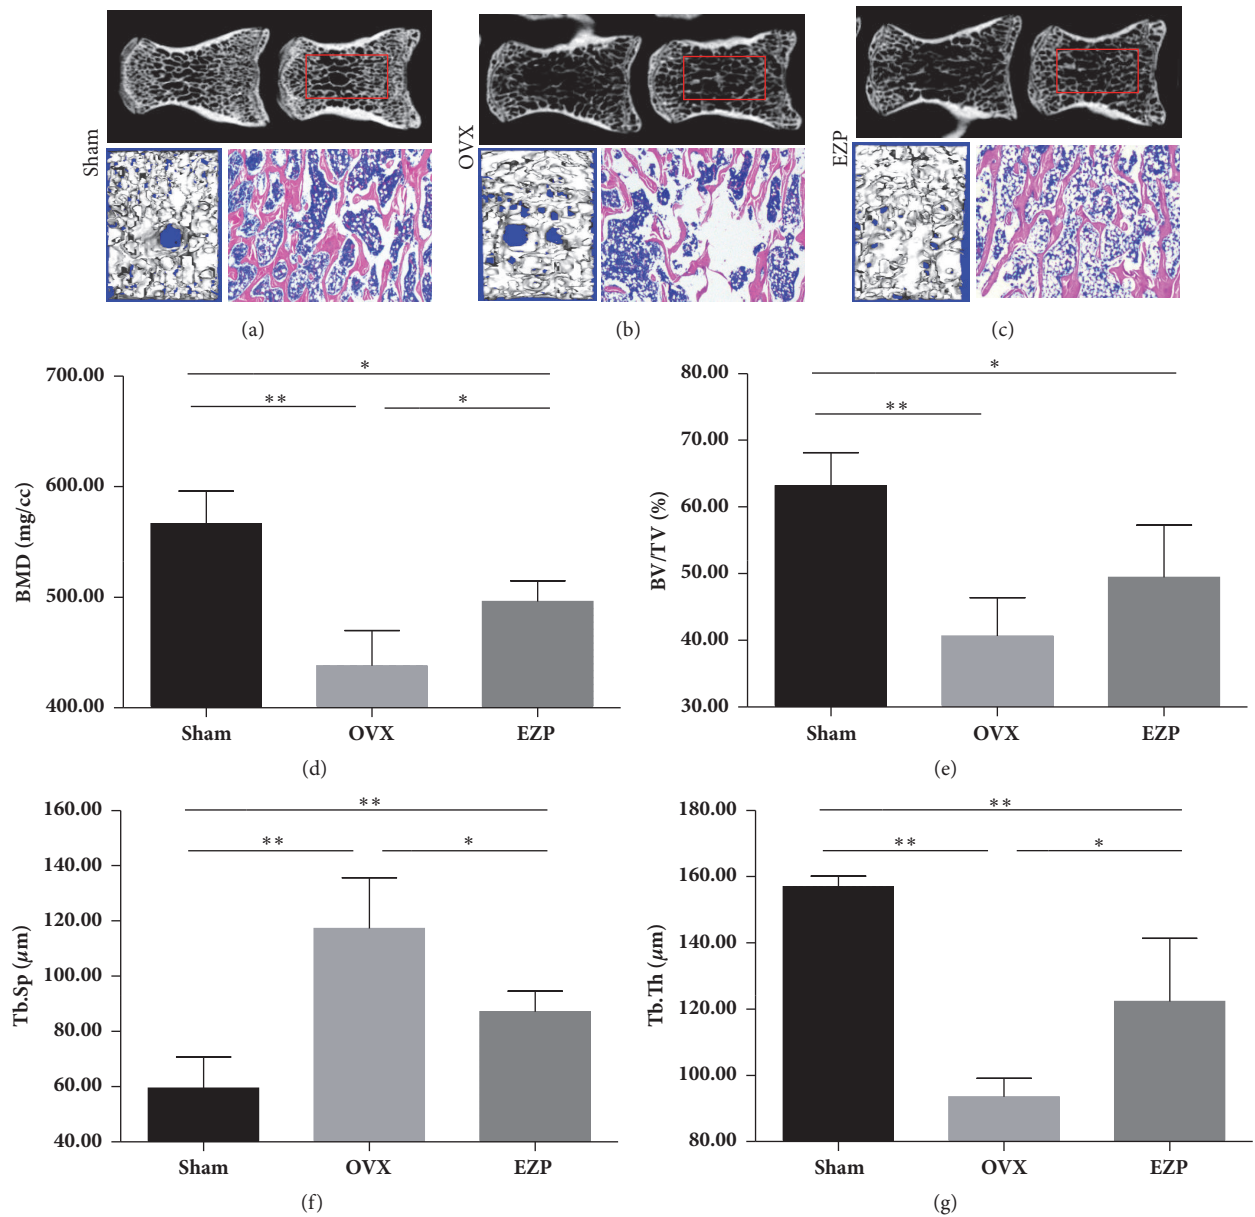 Sham
OVX
EZP
(a)
(b)
(c)
700.00
600.00
500.00
400.00
BMD (mg/cc)
*
**
*
Sham OVX EZP
(d)
80.00
70.00
60.00
50.00
40.00
30.00
BV/TV (%)
*
**
Sham OVX EZP
(e)
160.00
140.00
120.00
100.00
80.00
60.00
40.00
Tb.Sp (μm)
**
**
*
Sham OVX EZP
(f)
180.00
160.00
140.00
120.00
100.00
80.00
Tb.Th (μm)
**
**
*
Sham OVX EZP
(g)